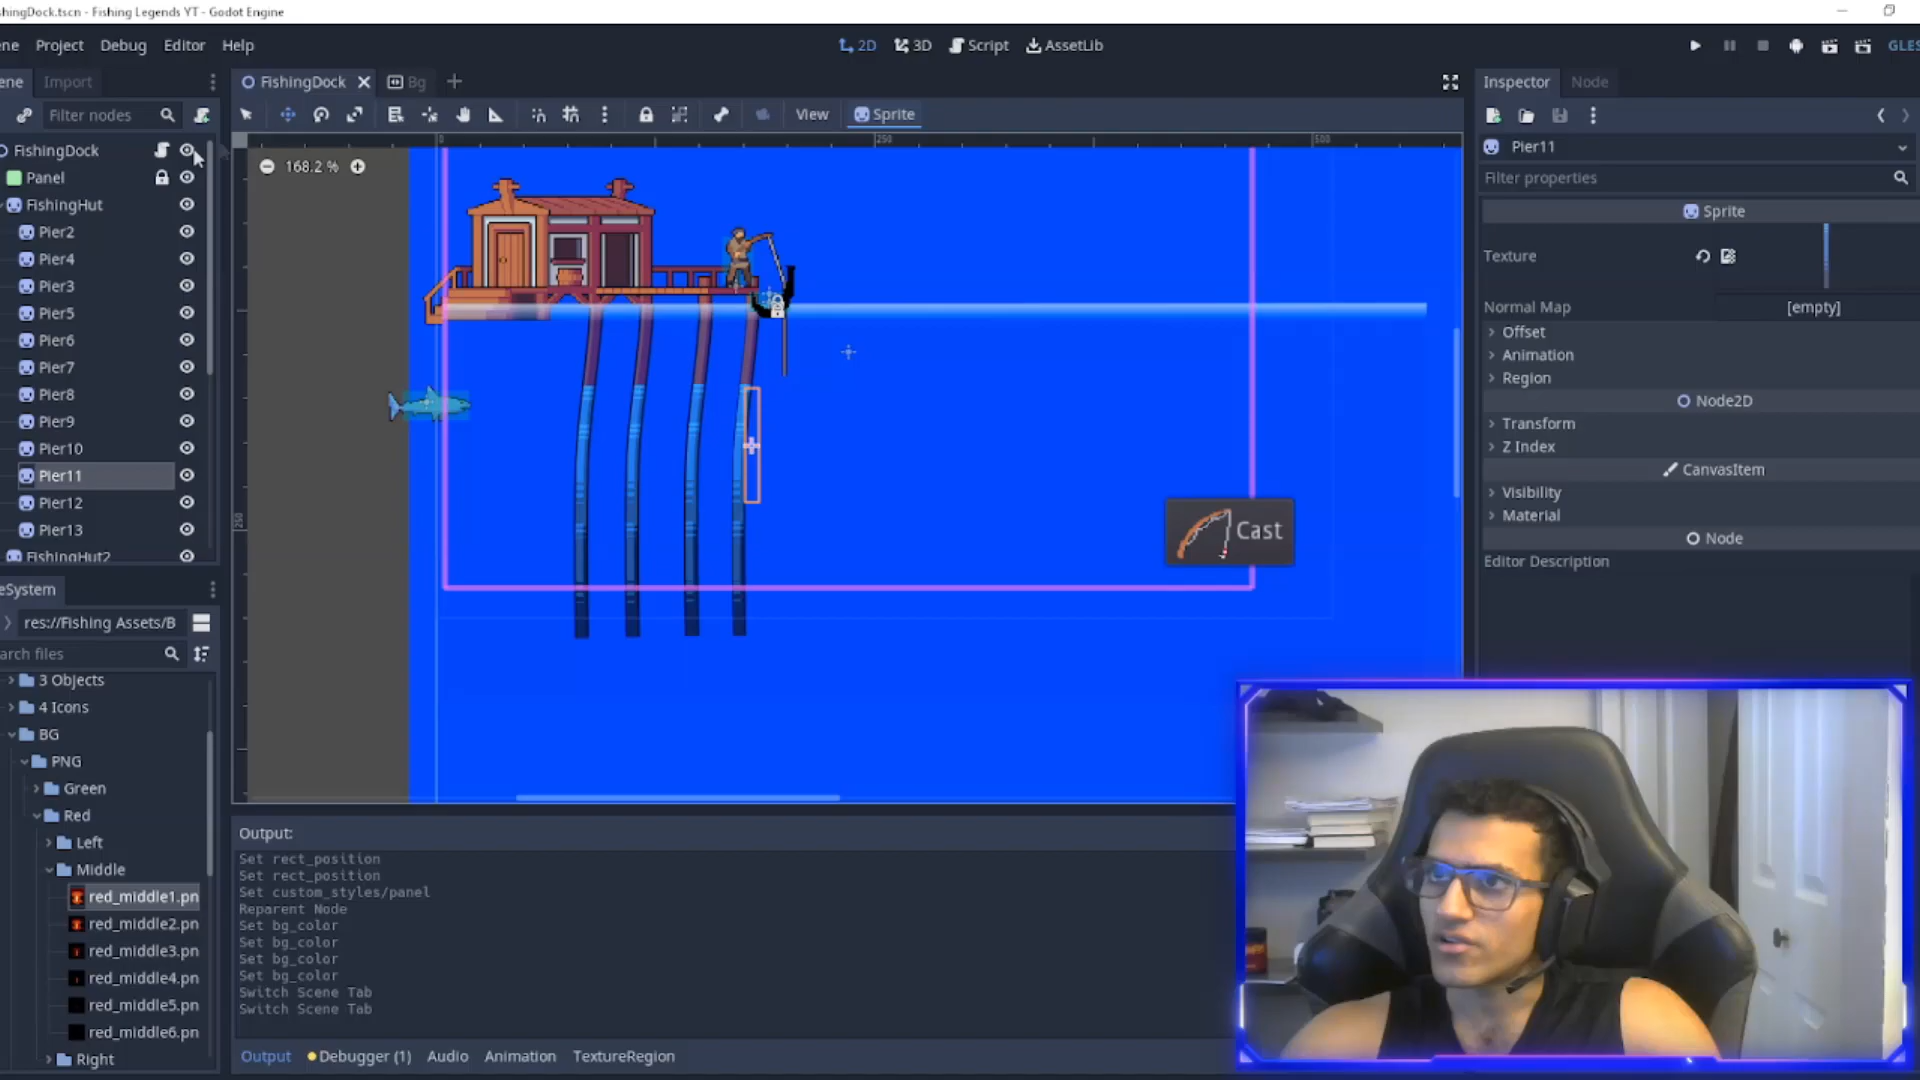 shingDock.tscn - Fishing Legends YT - Godot Engine
ene Project Debug Editor Help
2D 3D Script AssetLib
GLES
ene Import
FishingDock Bg
Inspector Node
Filter nodes
View Sprite
FishingDock
Panel
FishingHut
Pier2
Pier4
Pier3
Pier5
Pier6
Pier7
Pier8
Pier9
Pier10
Pier11
Pier12
Pier13
FishingHut2
0 250 500
168.2 %
250
Cast
Pier11
Filter properties
Sprite
Texture
Normal Map [empty]
Offset
Animation
Region
Node2D
Transform
Z Index
CanvasItem
Visibility
Material
Node
Editor Description
eSystem
res://Fishing Assets/B
arch files
3 Objects
4 Icons
BG
PNG
Green
Red
Left
Middle
red_middle1.pn
red_middle2.pn
red_middle3.pn
red_middle4.pn
red_middle5.pn
red_middle6.pn
Right
Output:
Set rect_position
Set rect_position
Set custom_styles/panel
Reparent Node
Set bg_color
Set bg_color
Set bg_color
Set bg_color
Switch Scene Tab
Switch Scene Tab
Output Debugger (1) Audio Animation TextureRegion